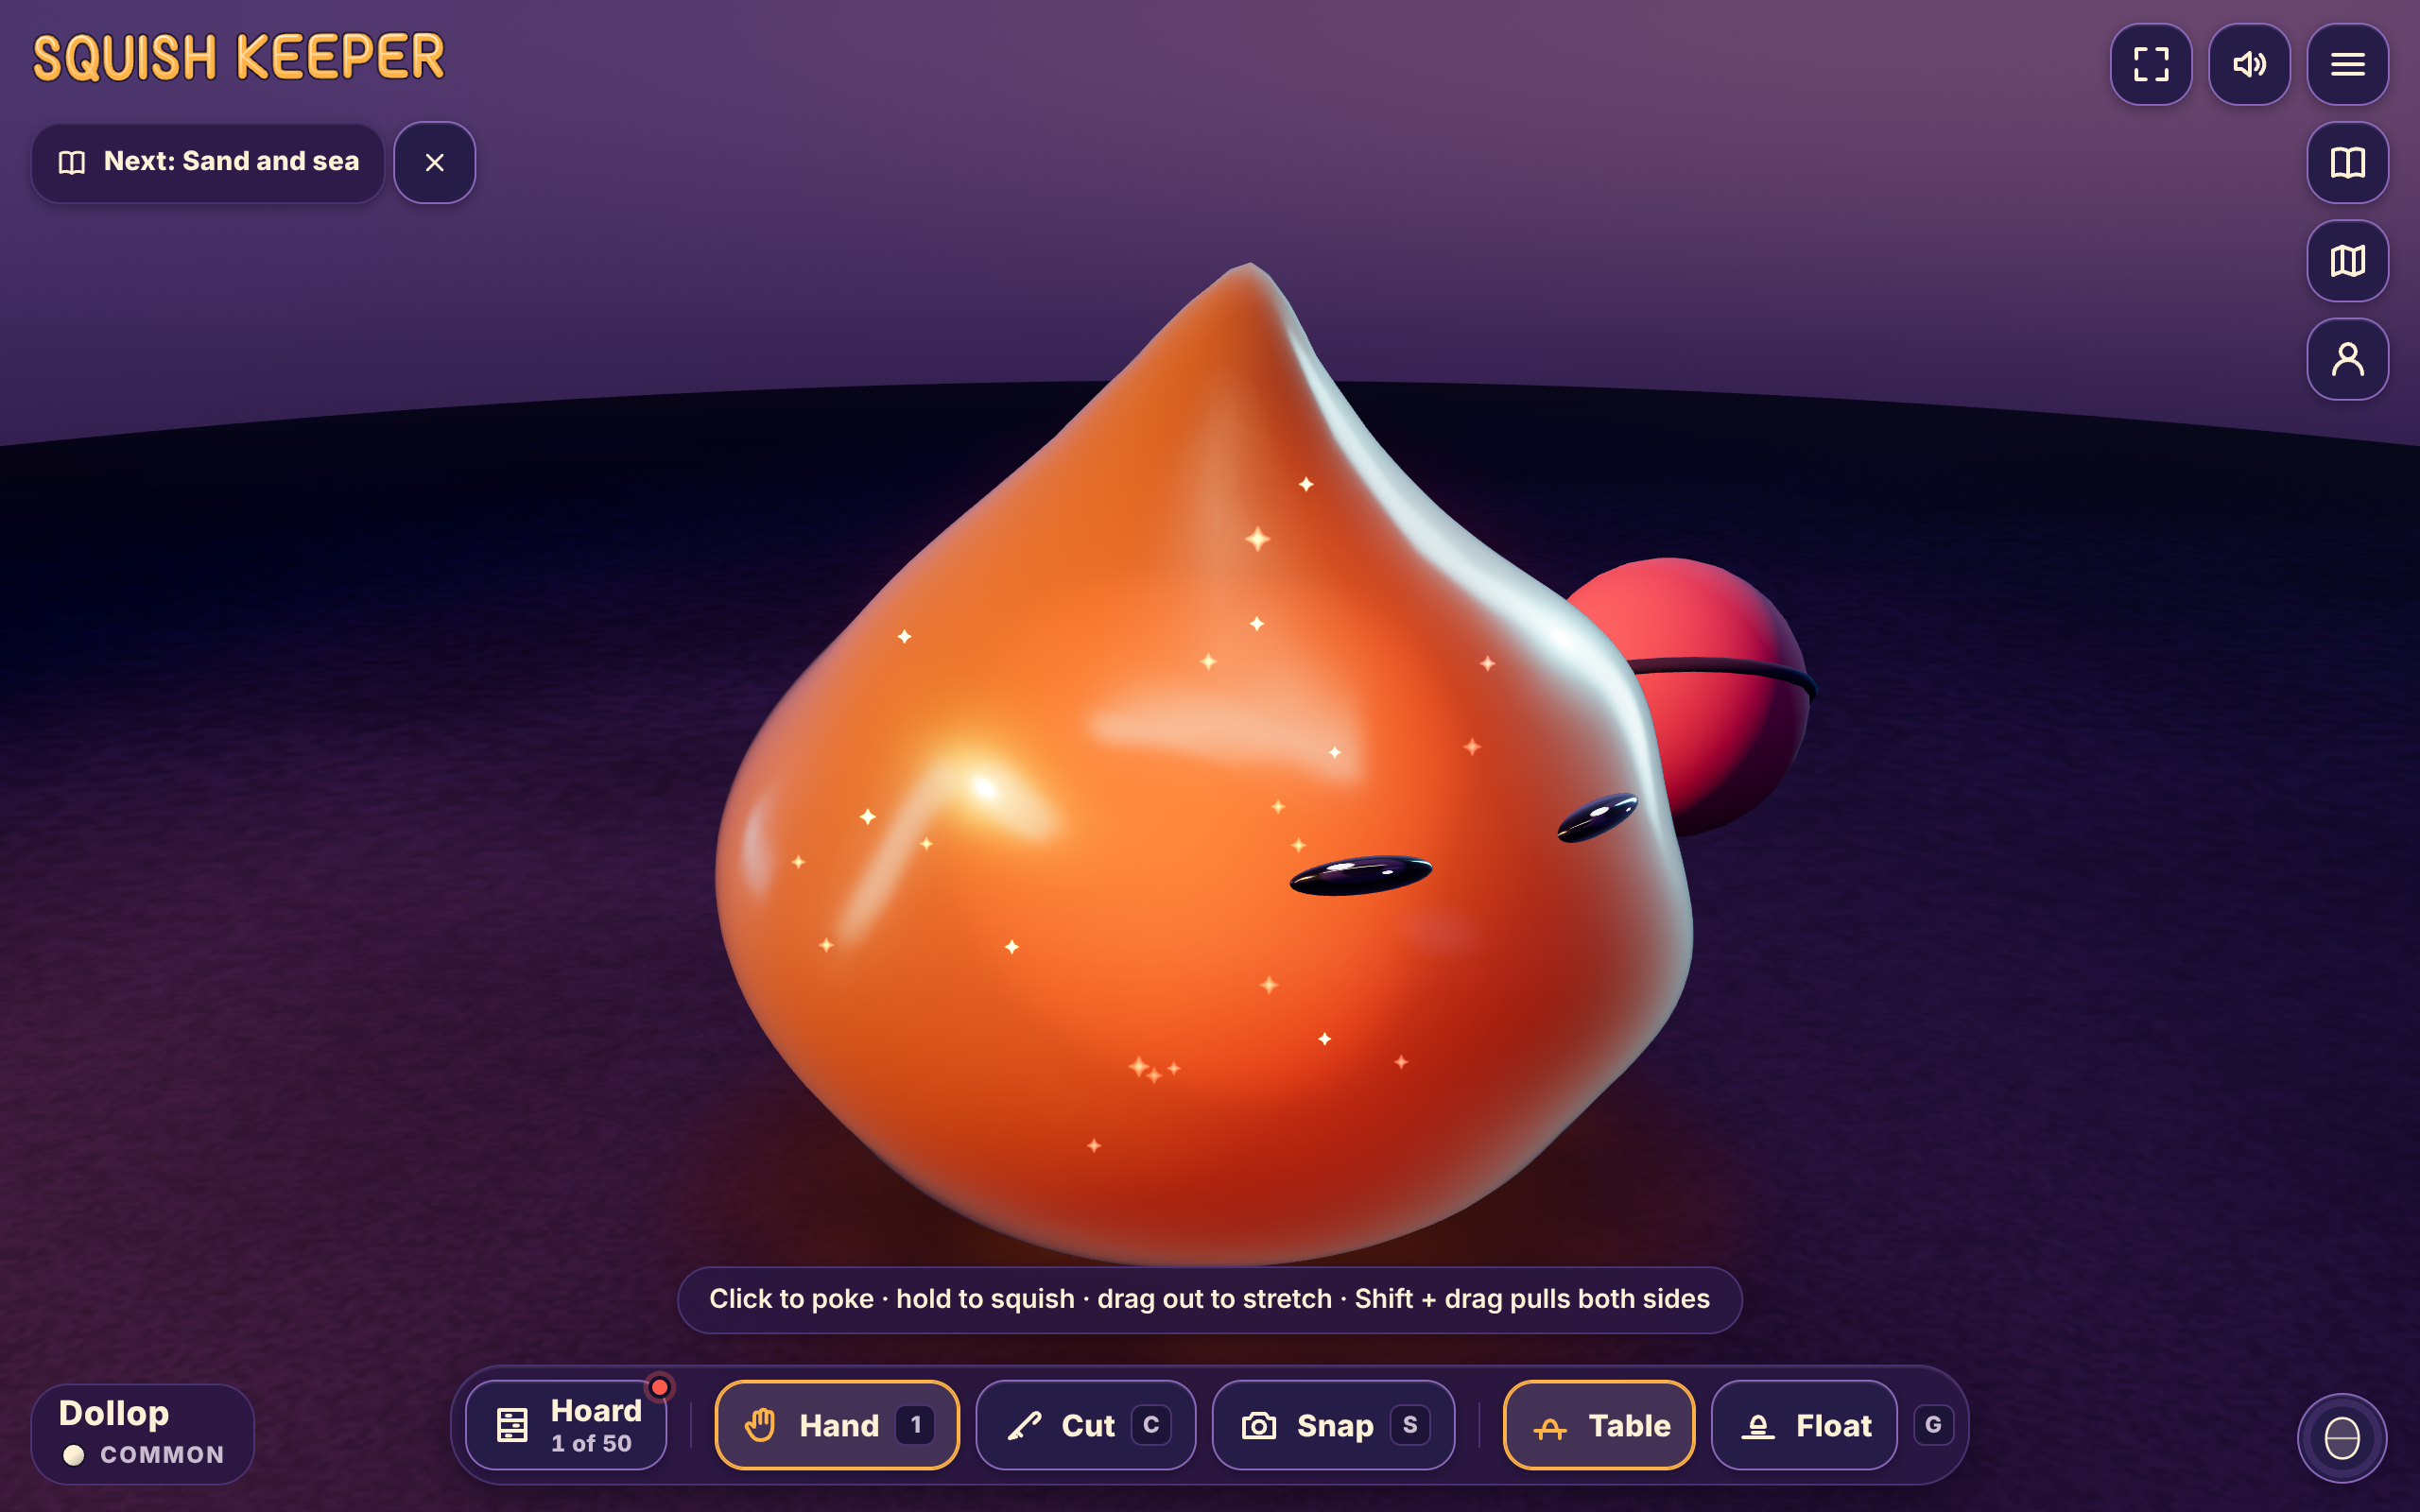 SQUISH KEEPER
Next: Sand and sea
Click to poke · hold to squish · drag out to stretch · Shift + drag pulls both sides
Dollop
COMMON
Hoard
1 of 50
Hand 1
Cut C
Snap S
Table
Float G